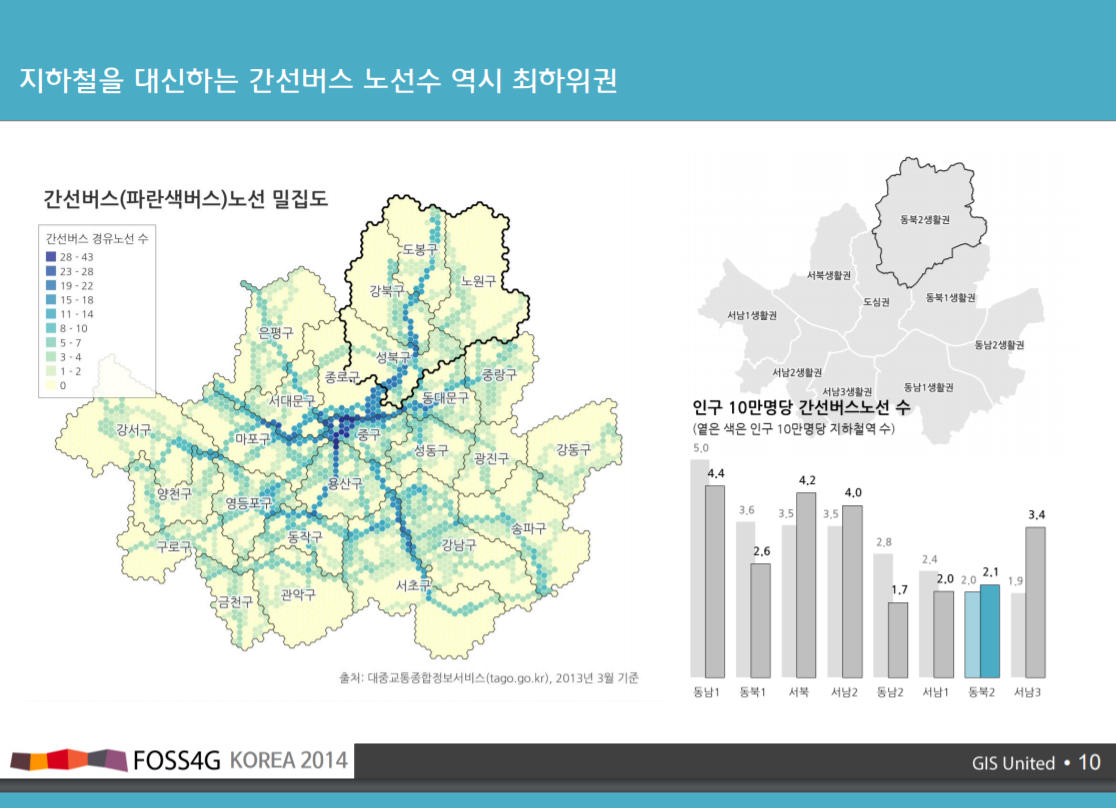 지하철을 대신하는 간선버스 노선수 역시 최하위권
간선버스(파란색버스)노선 밀집도
간선버스 경유노선 수
28 - 43
23 - 28
19 - 22
15 - 18
11 - 14
8 - 10
5 - 7
3 - 4
1 - 2
0
도봉구
강북구
노원구
은평구
성북구
종로구
중랑구
서대문구
동대문구
강서구
마포구
중구
성동구
광진구
강동구
양천구
영등포구
용산구
구로구
동작구
강남구
송파구
금천구
관악구
서초구
출처: 대중교통종합정보서비스(tago.go.kr), 2013년 3월 기준
동북2생활권
서북생활권
도심권
동북1생활권
서남1생활권
동남2생활권
서남2생활권
서남3생활권
동남1생활권
인구 10만명당 간선버스노선 수
(옅은 색은 인구 10만명당 지하철역 수)
5,0
4,4
3,6
2,6
3,5
4,2
3,5
4,0
2,8
1,7
2,4
2,0
2,0
2,1
1,9
3,4
동남1
동북1
서북
서남2
동남2
서남1
동북2
서남3
FOSS4G KOREA 2014
GIS United • 10